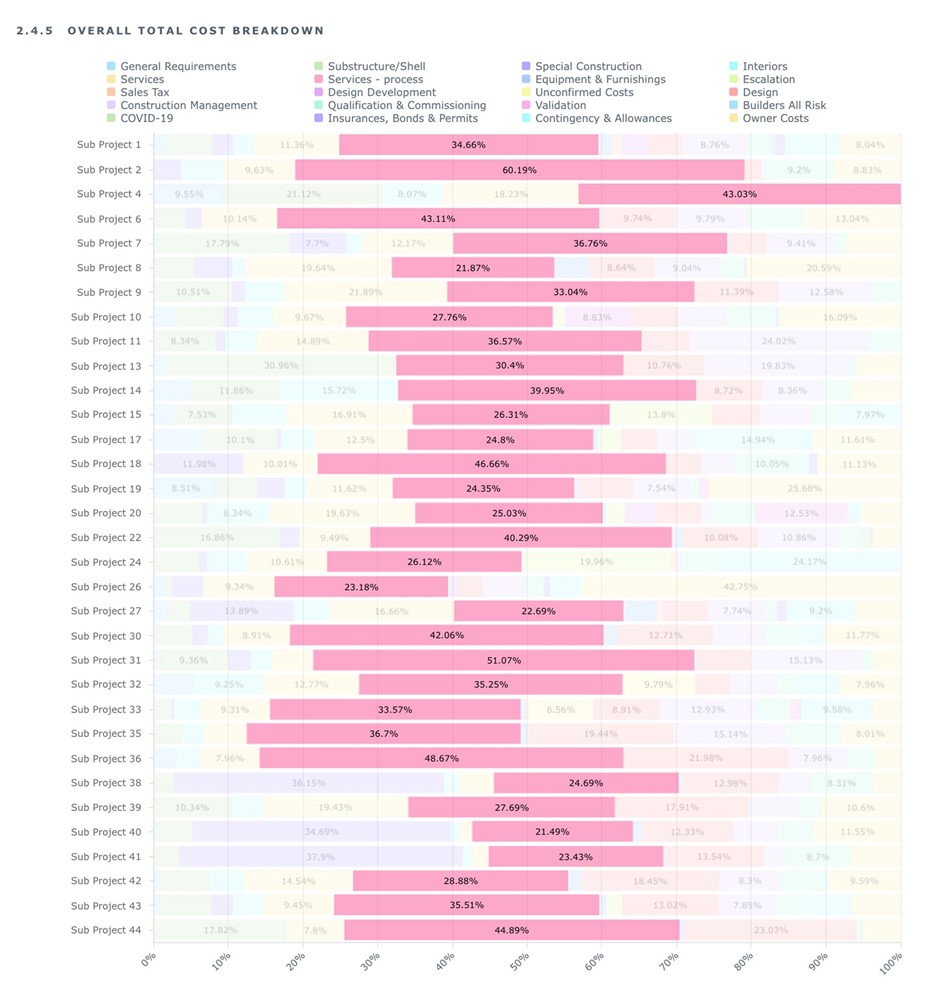 2.4.5 OVERALL TOTAL COST BREAKDOWN
General Requirements Substructure/Shell Special Construction Interiors
Services Services - process Equipment & Furnishings Escalation
Sales Tax Design Development Unconfirmed Costs Design
Construction Management Qualification & Commissioning Validation Builders All Risk
COVID-19 Insurances, Bonds & Permits Contingency & Allowances Owner Costs
Sub Project 1 11.36% 34.66% 8.76% 8.04%
Sub Project 2 9.63% 60.19% 9.2% 8.83%
Sub Project 4 9.55% 21.12% 8.07% 18.23% 43.03%
Sub Project 6 10.14% 43.11% 9.74% 9.79% 13.04%
Sub Project 7 17.79% 7.7% 12.17% 36.76% 9.41%
Sub Project 8 19.64% 21.87% 8.64% 9.04% 20.59%
Sub Project 9 10.51% 21.89% 33.04% 11.39% 12.58%
Sub Project 10 9.67% 27.76% 8.83% 16.09%
Sub Project 11 8.34% 14.89% 36.57% 24.02%
Sub Project 13 30.96% 30.4% 10.76% 19.83%
Sub Project 14 11.86% 15.72% 39.95% 8.72% 8.36%
Sub Project 15 7.53% 16.91% 26.31% 13.8% 7.97%
Sub Project 17 10.1% 12.5% 24.8% 14.94% 11.61%
Sub Project 18 11.98% 10.01% 46.66% 10.05% 11.13%
Sub Project 19 8.51% 11.62% 24.35% 7.54% 25.68%
Sub Project 20 8.34% 19.63% 25.03% 12.53%
Sub Project 22 16.86% 9.49% 40.29% 10.08% 10.86%
Sub Project 24 10.61% 26.12% 19.96% 24.17%
Sub Project 26 9.34% 23.18% 42.75%
Sub Project 27 13.89% 16.66% 22.69% 7.74% 9.2%
Sub Project 30 8.91% 42.06% 12.71% 11.77%
Sub Project 31 9.36% 51.07% 15.13%
Sub Project 32 9.25% 12.77% 35.25% 9.79% 7.96%
Sub Project 33 9.31% 33.57% 8.56% 8.91% 12.93% 9.58%
Sub Project 35 36.7% 19.44% 15.14% 8.01%
Sub Project 36 7.96% 48.67% 21.98% 7.96%
Sub Project 38 36.15% 24.69% 12.98% 8.31%
Sub Project 39 10.34% 19.43% 27.69% 17.91% 10.6%
Sub Project 40 34.69% 21.49% 12.33% 11.55%
Sub Project 41 37.9% 23.43% 13.54% 8.7%
Sub Project 42 14.54% 28.88% 18.45% 8.3% 9.59%
Sub Project 43 9.45% 35.51% 13.02% 7.85%
Sub Project 44 17.82% 7.8% 44.89% 23.03%
0% 10% 20% 30% 40% 50% 60% 70% 80% 90% 100%